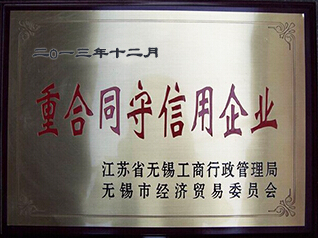 二〇一三年十二月
重合同守信用企业
江苏省无锡工商行政管理局
无锡市经济贸易委员会